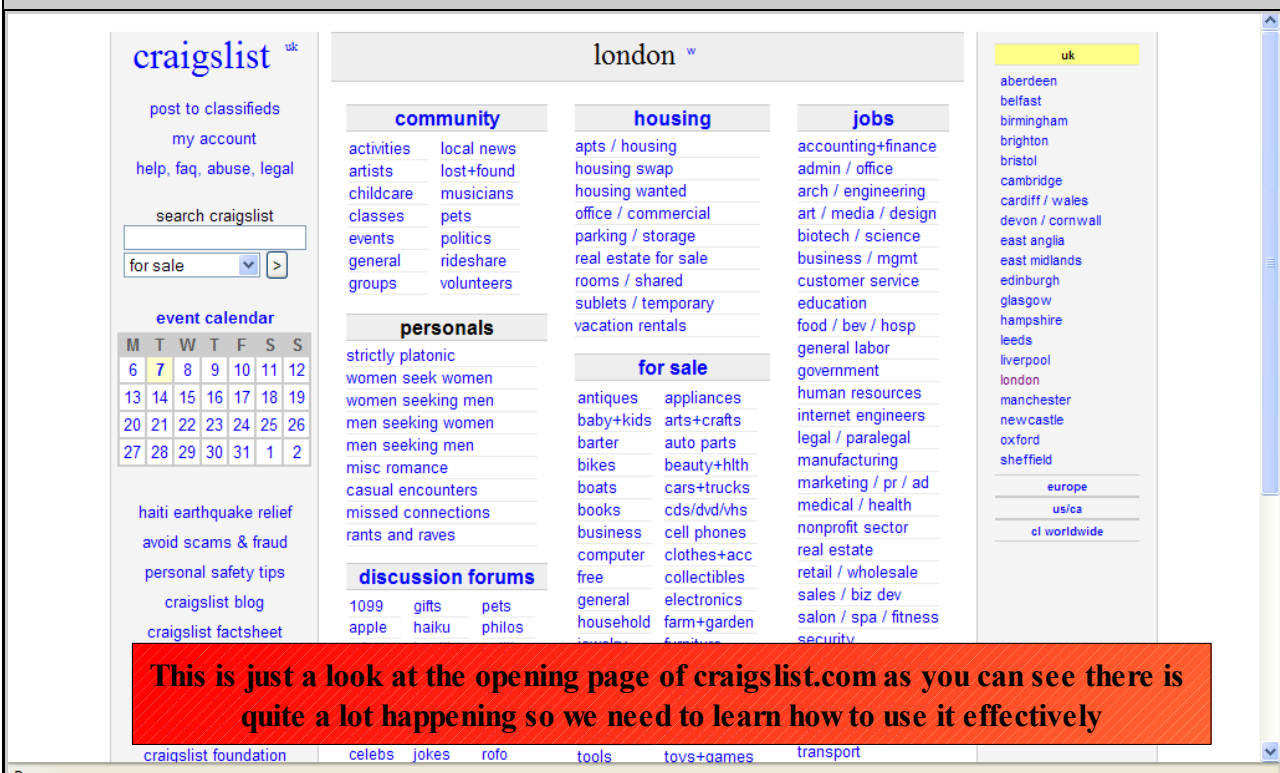 craigslist uk
post to classifieds
my account
help, faq, abuse, legal
search craigslist
for sale >
event calendar
M T W T F S S
6 7 8 9 10 11 12
13 14 15 16 17 18 19
20 21 22 23 24 25 26
27 28 29 30 31 1 2
haiti earthquake relief
avoid scams & fraud
personal safety tips
craigslist blog
craigslist factsheet
craigslist foundation
london w
community
activities local news
artists lost+found
childcare musicians
classes pets
events politics
general rideshare
groups volunteers
personals
strictly platonic
women seek women
women seeking men
men seeking women
men seeking men
misc romance
casual encounters
missed connections
rants and raves
discussion forums
1099 gifts pets
apple haiku philos
celebs jokes rofo
housing
apts / housing
housing swap
housing wanted
office / commercial
parking / storage
real estate for sale
rooms / shared
sublets / temporary
vacation rentals
for sale
antiques appliances
baby+kids arts+crafts
barter auto parts
bikes beauty+hlth
boats cars+trucks
books cds/dvd/vhs
business cell phones
computer clothes+acc
free collectibles
general electronics
household farm+garden
tools toys+games
jobs
accounting+finance
admin / office
arch / engineering
art / media / design
biotech / science
business / mgmt
customer service
education
food / bev / hosp
general labor
government
human resources
internet engineers
legal / paralegal
manufacturing
marketing / pr / ad
medical / health
nonprofit sector
real estate
retail / wholesale
sales / biz dev
salon / spa / fitness
security
transport
uk
aberdeen
belfast
birmingham
brighton
bristol
cambridge
cardiff / wales
devon / cornwall
east anglia
east midlands
edinburgh
glasgow
hampshire
leeds
liverpool
london
manchester
newcastle
oxford
sheffield
europe
us/ca
cl worldwide
This is just a look at the opening page of craigslist.com as you can see there is
quite a lot happening so we need to learn how to use it effectively